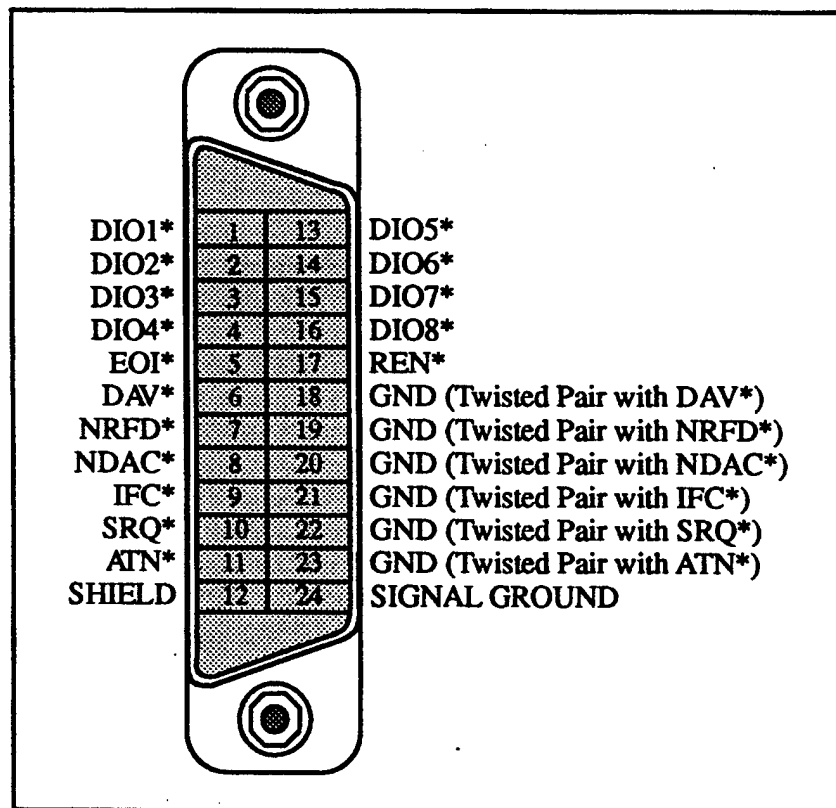 DIO1* 1 13 DIO5*
DIO2* 2 14 DIO6*
DIO3* 3 15 DIO7*
DIO4* 4 16 DIO8*
EOI* 5 17 REN*
DAV* 6 18 GND (Twisted Pair with DAV*)
NRFD* 7 19 GND (Twisted Pair with NRFD*)
NDAC* 8 20 GND (Twisted Pair with NDAC*)
IFC* 9 21 GND (Twisted Pair with IFC*)
SRQ* 10 22 GND (Twisted Pair with SRQ*)
ATN* 11 23 GND (Twisted Pair with ATN*)
SHIELD 12 24 SIGNAL GROUND